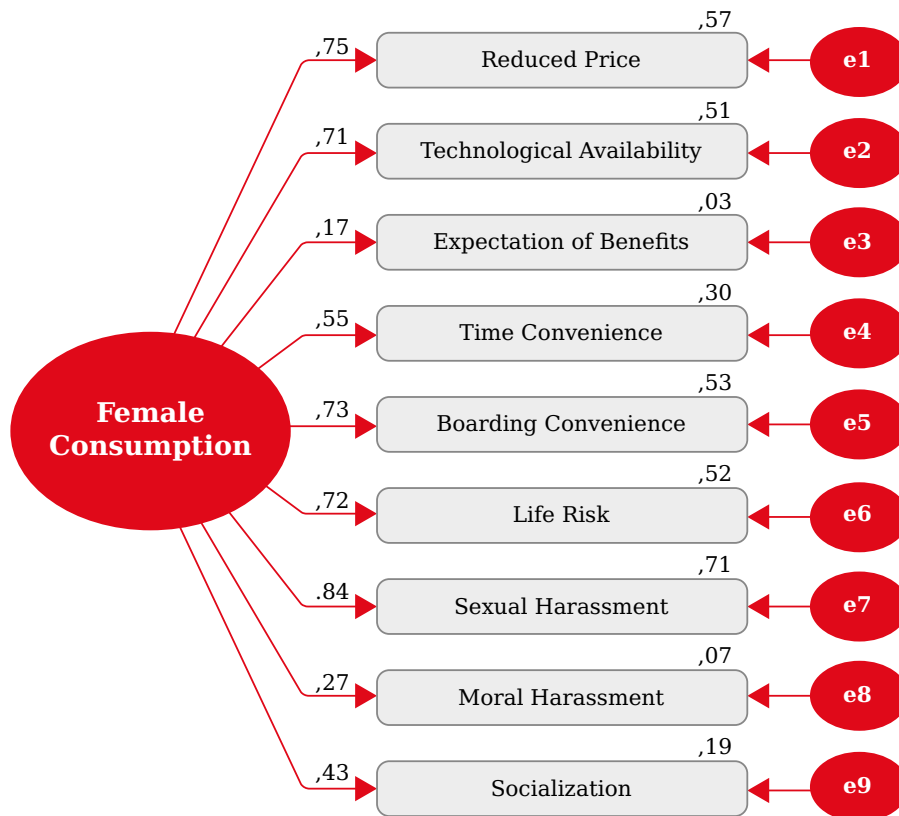 ,57
,75
Reduced Price
e1
,51
,71
Technological Availability
e2
,03
,17
Expectation of Benefits
e3
,30
,55
Time Convenience
e4
,53
Female
Consumption
,73
Boarding Convenience
e5
,52
,72
Life Risk
e6
,71
.84
Sexual Harassment
e7
,07
,27
Moral Harassment
e8
,19
,43
Socialization
e9